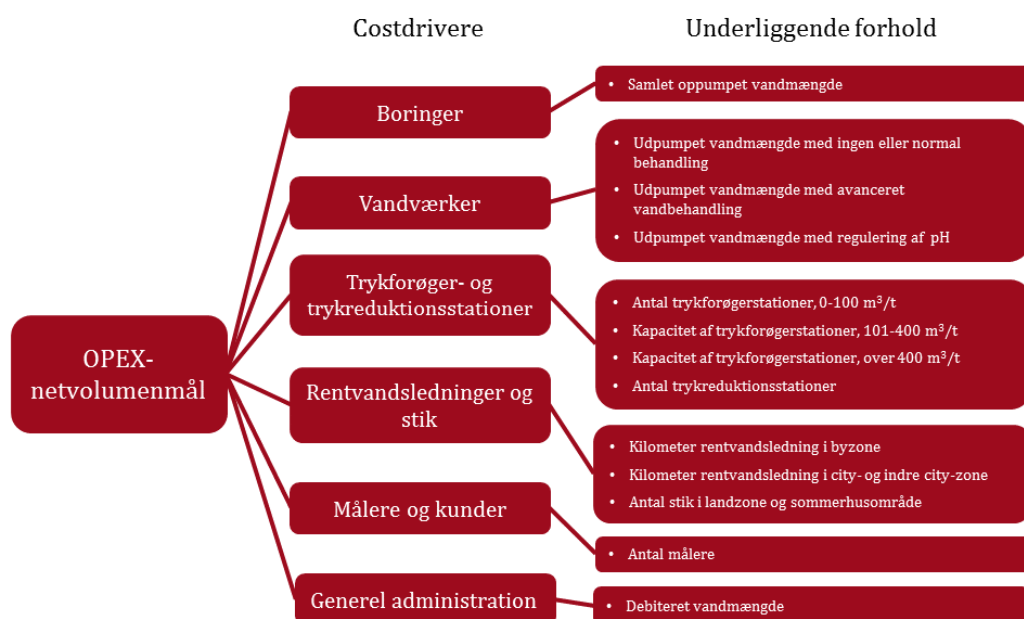 Costdrivere
Underliggende forhold
OPEX-
netvolumenmål
Boringer
• Samlet oppumpet vandmængde
Vandværker
• Udpumpet vandmængde med ingen eller normal
behandling
• Udpumpet vandmængde med avanceret
vandbehandling
• Udpumpet vandmængde med regulering af pH
Trykforøger- og
trykreduktionsstationer
• Antal trykforøgerstationer, 0-100 m³/t
• Kapacitet af trykforøgerstationer, 101-400 m³/t
• Kapacitet af trykforøgerstationer, over 400 m³/t
• Antal trykreduktionsstationer
Rentvandsledninger og
stik
• Kilometer rentvandsledning i byzone
• Kilometer rentvandsledning i city- og indre city-zone
• Antal stik i landzone og sommerhusområde
Målere og kunder
• Antal målere
Generel administration
• Debiteret vandmængde